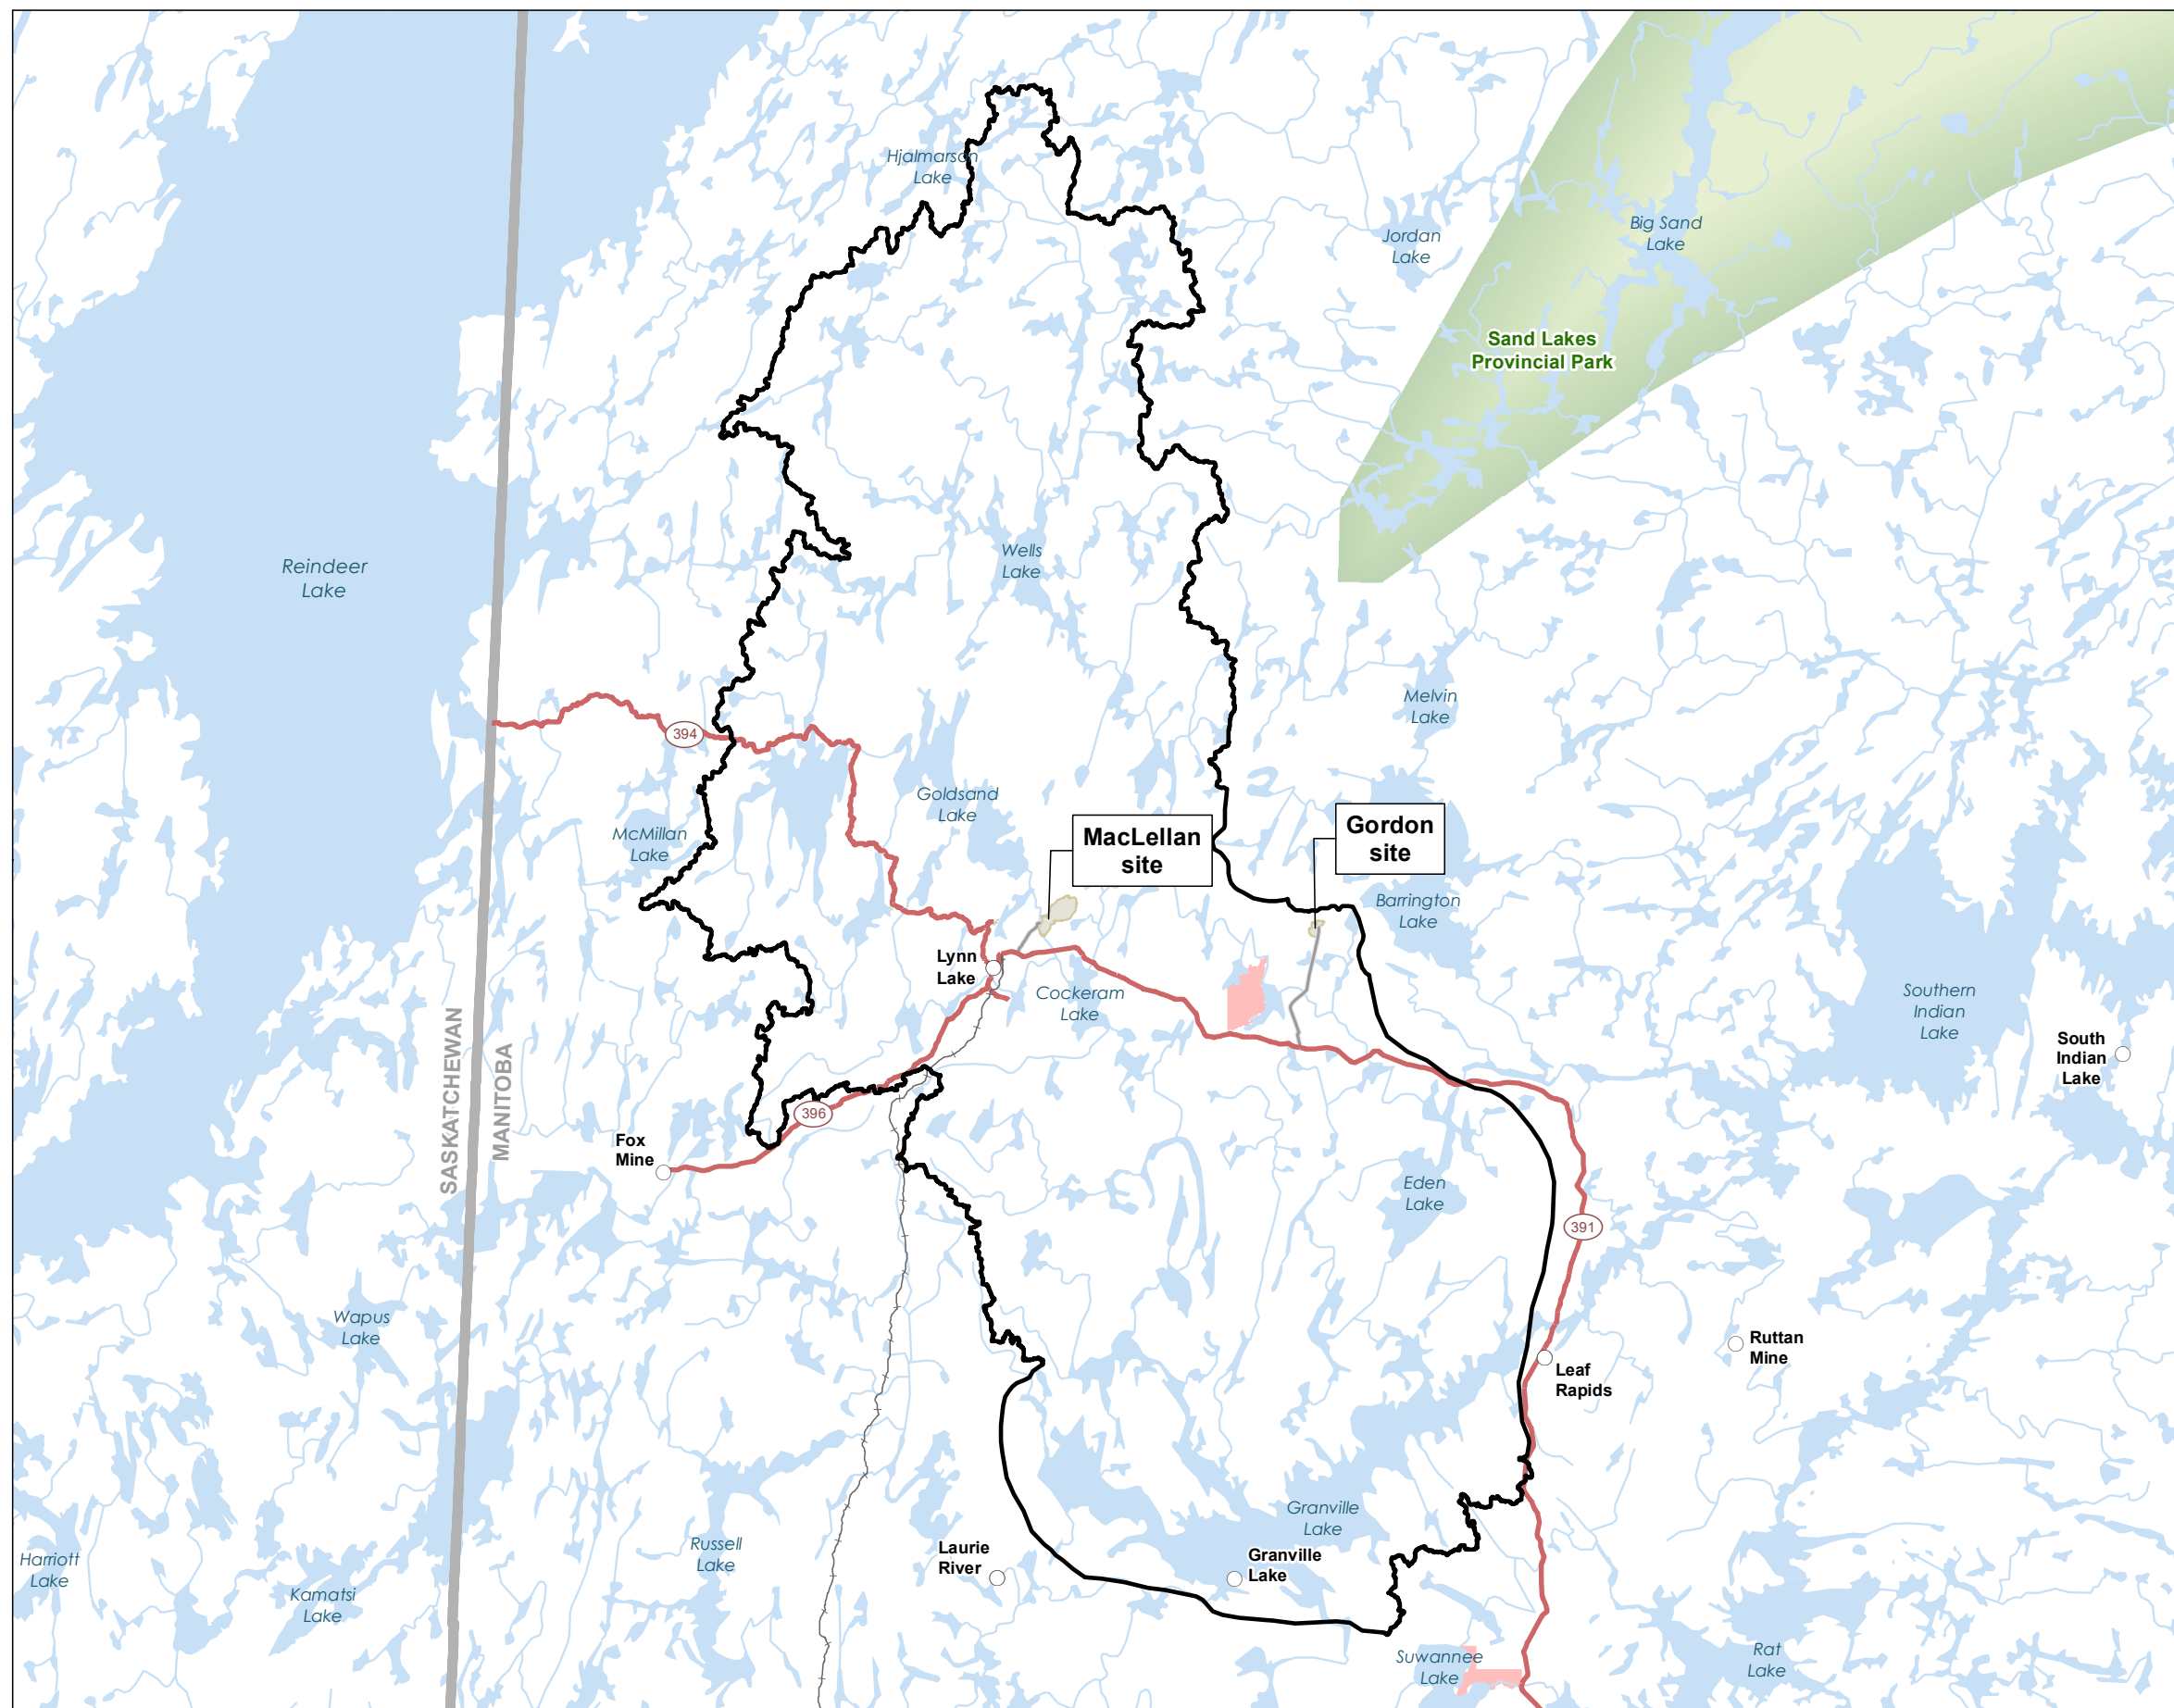 Hjalmarson
Lake
Jordan
Lake
Big Sand
Lake
Sand Lakes
Provincial Park
Reindeer
Lake
Wells
Lake
Melvin
Lake
394
Goldsand
Lake
McMillan
Lake
MacLellan
site
Gordon
site
Barrington
Lake
Lynn
Lake
Cockeram
Lake
Southern
Indian
Lake
South
Indian
Lake
SASKATCHEWAN
MANITOBA
396
Fox
Mine
Eden
Lake
391
Wapus
Lake
Ruttan
Mine
Leaf
Rapids
Granville
Lake
Russell
Lake
Laurie
River
Granville
Lake
Harriott
Lake
Kamatsi
Lake
Suwannee
Lake
Rat
Lake